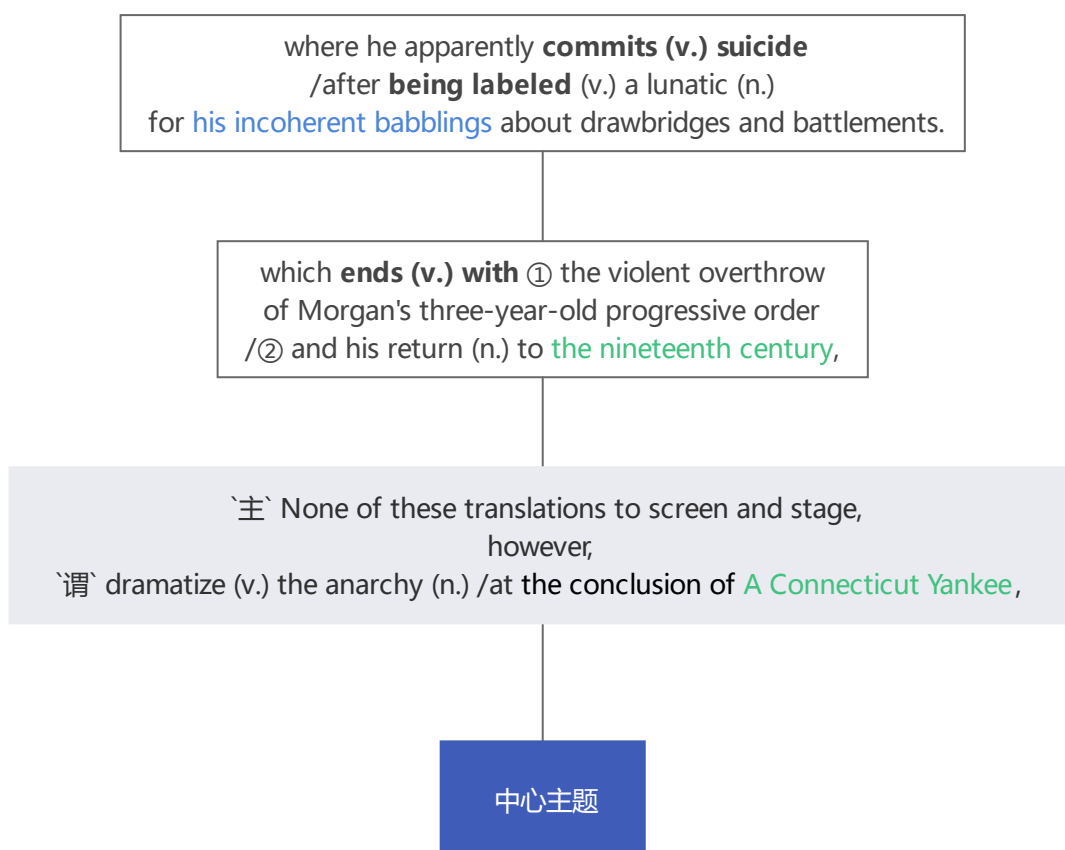 where he apparently commits (v.) suicide
/after being labeled (v.) a lunatic (n.)
for his incoherent babblings about drawbridges and battlements.
which ends (v.) with ① the violent overthrow
of Morgan's three-year-old progressive order
/② and his return (n.) to the nineteenth century,
`主` None of these translations to screen and stage,
however,
`谓` dramatize (v.) the anarchy (n.) /at the conclusion of A Connecticut Yankee,
中心主题